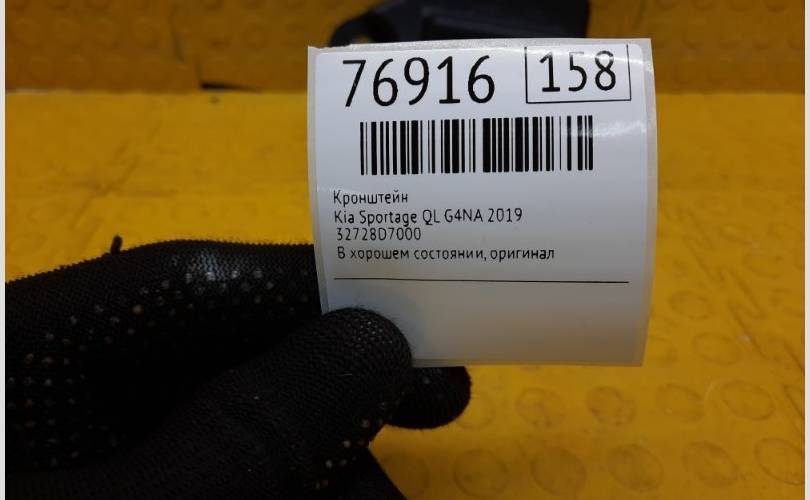 76916 158
Кронштейн
Kia Sportage QL G4NA 2019
32728D7000
В хорошем состоянии, оригинал